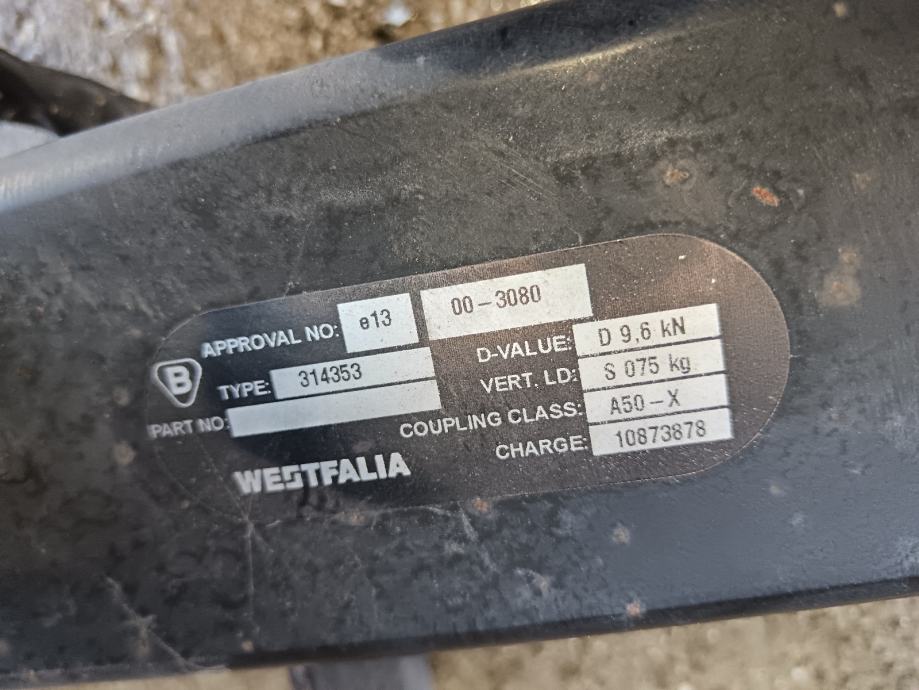 APPROVAL NO: e13 00-3080
B
TYPE: 314353
PART NO:
WESTFALIA
D-VALUE: D 9,6 kN
VERT. LD: S 075 kg
COUPLING CLASS: A50-X
CHARGE: 10873878